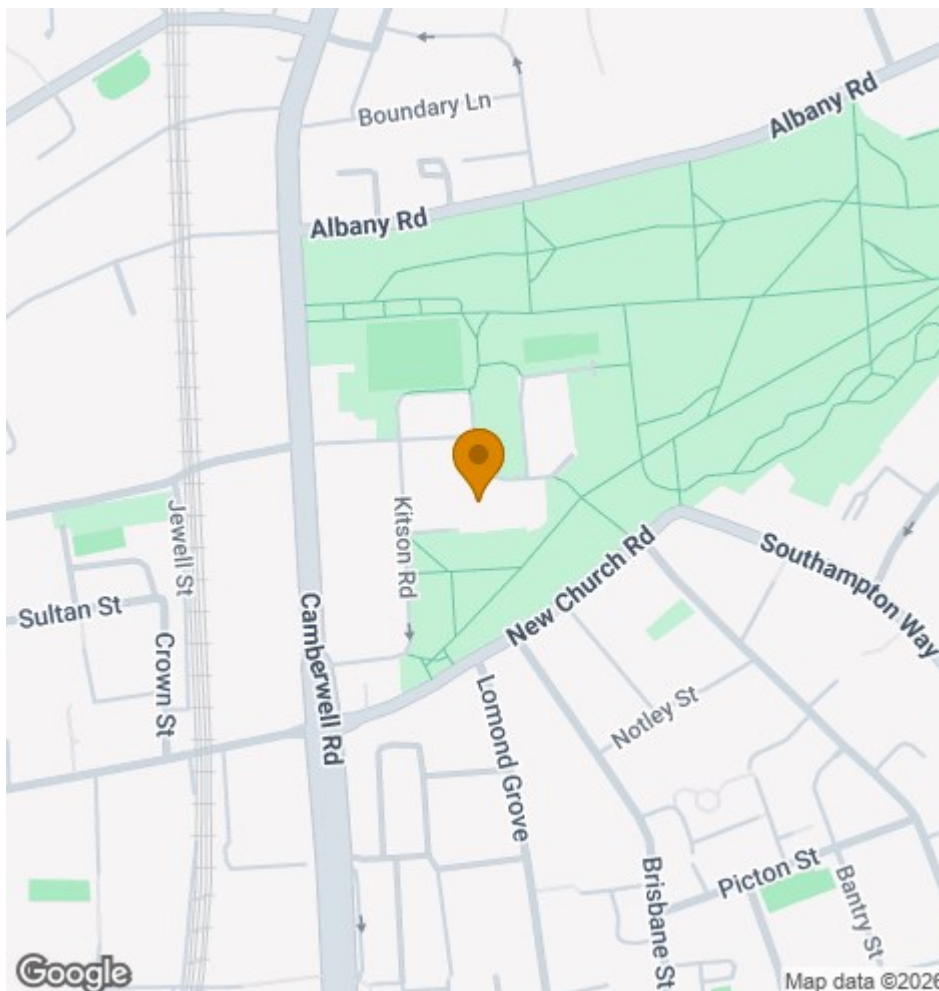 Boundary Ln
Albany Rd
Albany Rd
Kitson Rd
Jewell St
Sultan St
Crown St
Camberwell Rd
New Church Rd
Southampton Way
Lomond Grove
Notley St
Brisbane St
Picton St
Bantry St
Google
Map data ©2026